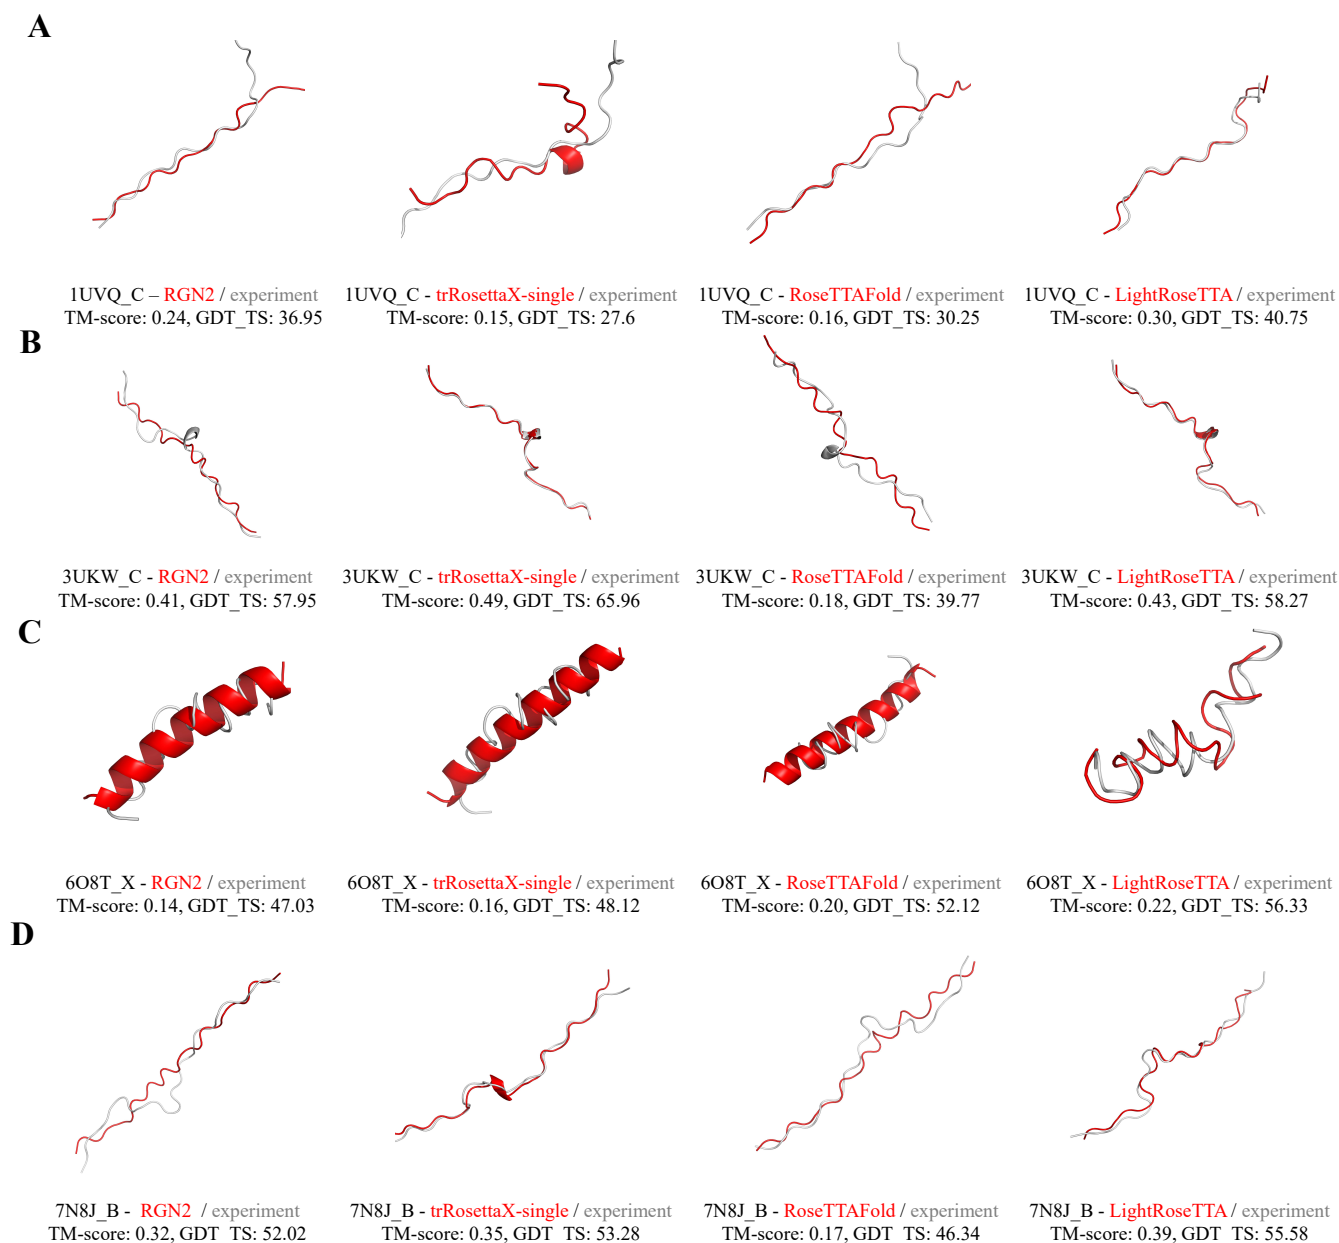 A
1UVQ_C – RGN2 / experiment
TM-score: 0.24, GDT_TS: 36.95
1UVQ_C - trRosettaX-single / experiment
TM-score: 0.15, GDT_TS: 27.6
1UVQ_C - RoseTTAFold / experiment
TM-score: 0.16, GDT_TS: 30.25
1UVQ_C - LightRoseTTA / experiment
TM-score: 0.30, GDT_TS: 40.75
B
3UKW_C - RGN2 / experiment
TM-score: 0.41, GDT_TS: 57.95
3UKW_C - trRosettaX-single / experiment
TM-score: 0.49, GDT_TS: 65.96
3UKW_C - RoseTTAFold / experiment
TM-score: 0.18, GDT_TS: 39.77
3UKW_C - LightRoseTTA / experiment
TM-score: 0.43, GDT_TS: 58.27
C
6O8T_X - RGN2 / experiment
TM-score: 0.14, GDT_TS: 47.03
6O8T_X - trRosettaX-single / experiment
TM-score: 0.16, GDT_TS: 48.12
6O8T_X - RoseTTAFold / experiment
TM-score: 0.20, GDT_TS: 52.12
6O8T_X - LightRoseTTA / experiment
TM-score: 0.22, GDT_TS: 56.33
D
7N8J_B - RGN2 / experiment
TM-score: 0.32, GDT_TS: 52.02
7N8J_B - trRosettaX-single / experiment
TM-score: 0.35, GDT_TS: 53.28
7N8J_B - RoseTTAFold / experiment
TM-score: 0.17, GDT_TS: 46.34
7N8J_B - LightRoseTTA / experiment
TM-score: 0.39, GDT_TS: 55.58